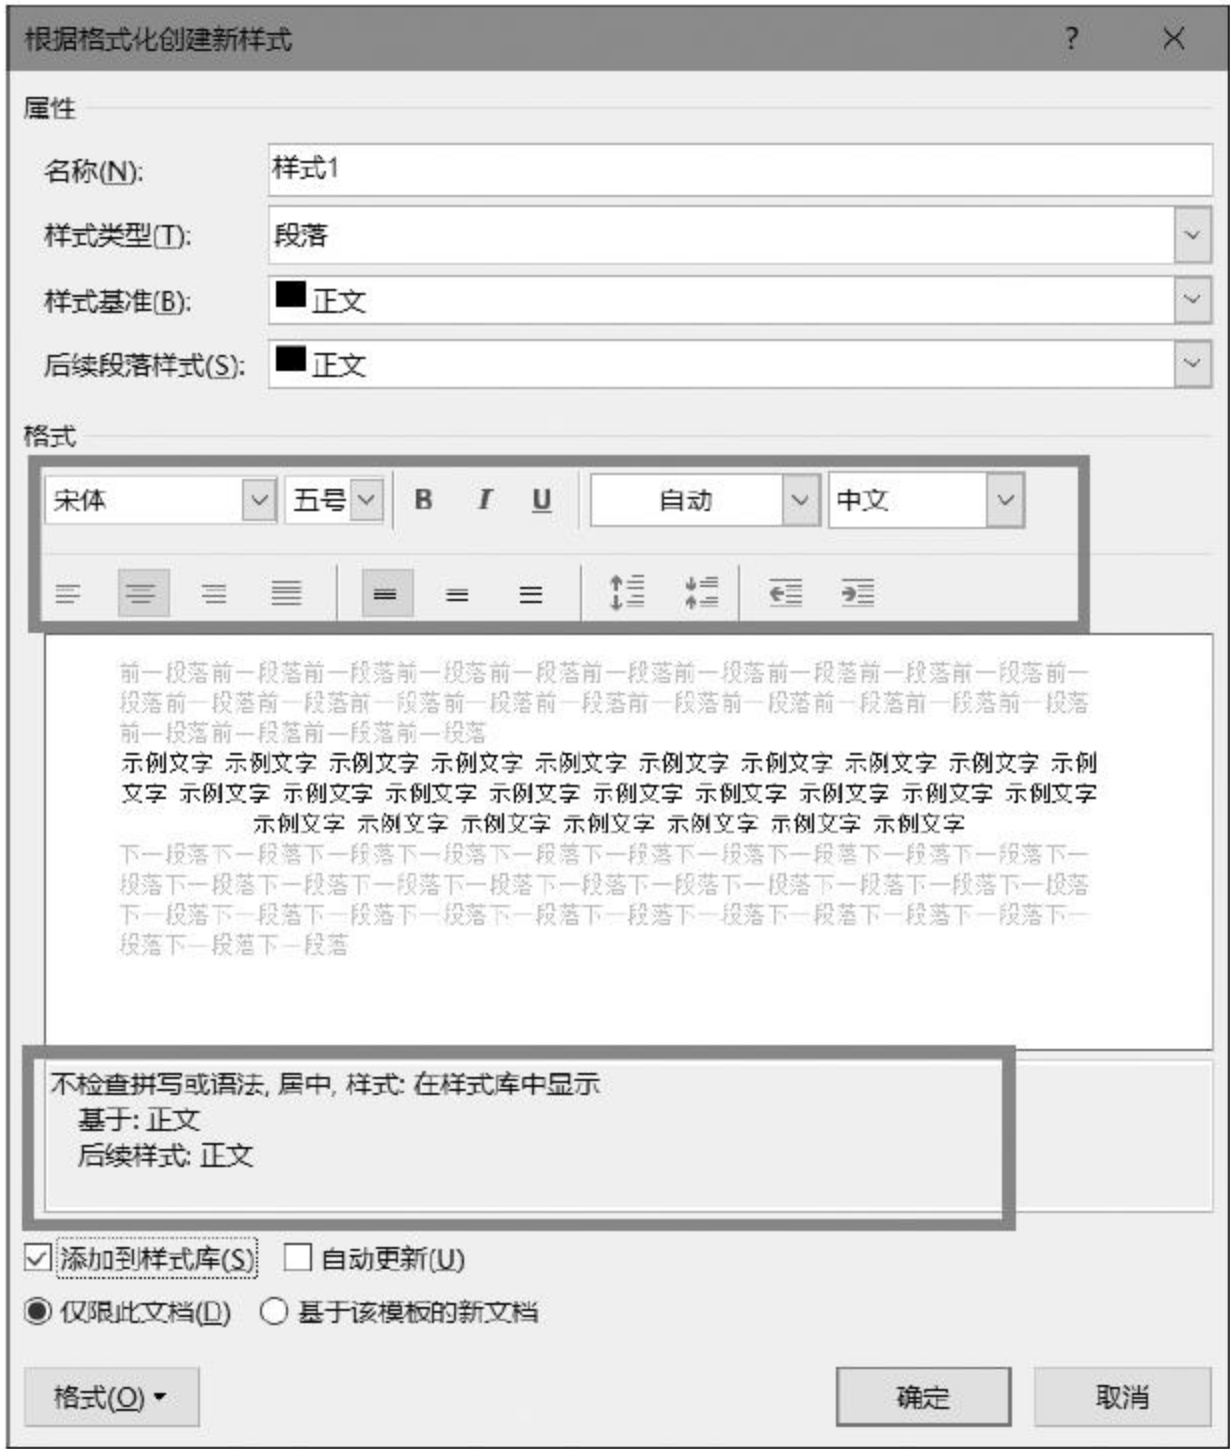 根据格式化创建新样式 ?
属性
名称(N): 样式1
样式类型(T): 段落
样式基准(B): 正文
后续段落样式(S): 正文
格式
宋体 五号 B I U 自动 中文
前一段落前一段落前一段落前一段落前一段落前一段落前一段落前一段落前一段落前一段落前一
段落前一段落前一段落前一段落前一段落前一段落前一段落前一段落前一段落前一段落前一段落
前一段落前一段落前一段落前一段落
示例文字 示例文字 示例文字 示例文字 示例文字 示例文字 示例文字 示例文字 示例文字 示例
文字 示例文字 示例文字 示例文字 示例文字 示例文字 示例文字 示例文字 示例文字 示例文字
示例文字 示例文字 示例文字 示例文字 示例文字 示例文字 示例文字
下一段落下一段落下一段落下一段落下一段落下一段落下一段落下一段落下一段落下一段落下一
段落下一段落下一段落下一段落下一段落下一段落下一段落下一段落下一段落下一段落下一段落
下一段落下一段落下一段落下一段落下一段落下一段落下一段落下一段落下一段落下一段落下一
段落下一段落下一段落
不检查拼写或语法, 居中, 样式: 在样式库中显示
基于: 正文
后续样式: 正文
添加到样式库(S) 自动更新(U)
仅限此文档(D) 基于该模板的新文档
格式(O) 确定 取消